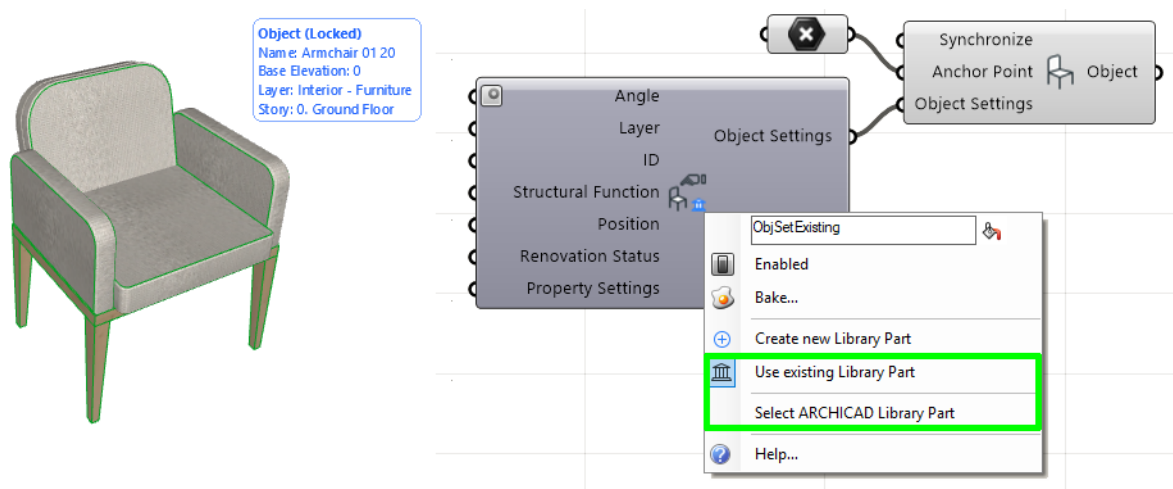 Object (Locked)
Name: Armchair 01 20
Base Elevation: 0
Layer: Interior - Furniture
Story: 0. Ground Floor
Angle
Layer
ID
Structural Function
Position
Renovation Status
Property Settings
Object Settings
Synchronize
Anchor Point
Object Settings
Object
ObjSetExisting
Enabled
Bake...
Create new Library Part
Use existing Library Part
Select ARCHICAD Library Part
Help...